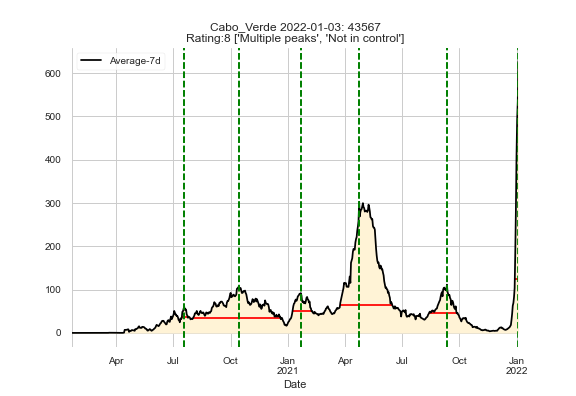 Cabo_Verde 2022-01-03: 43567
Rating:8 ['Multiple peaks', 'Not in control']
Average-7d
600
500
400
300
200
100
0
Apr Jul Oct Jan Apr Jul Oct Jan
2021 2022
Date